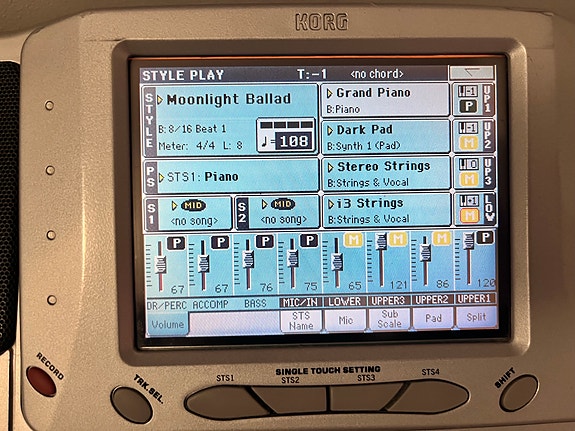 KORG
STYLE PLAY T:-1 <no chord>
STYLE
Moonlight Ballad
B: 8/16 Beat 1
Meter: 4/4 L: 8
♩= 108
Grand Piano
B:Piano
-1
P
UP1
Dark Pad
B:Synth 1 (Pad)
-1
M
UP2
PS
STS1: Piano
Stereo Strings
B:Strings & Vocal
0
M
UP3
S1
MID
<no song>
S2
MID
<no song>
i3 Strings
B:Strings & Vocal
M
LOW
P P P P M M M P
67 67 76 75 65 121 86 120
DR/PERC ACCOMP BASS MIC/IN LOWER UPPER3 UPPER2 UPPER1
Volume STS Name Mic Sub Scale Pad Split
RECORD
TRK.SEL.
SINGLE TOUCH SETTING
STS1 STS2 STS3 STS4
SHIFT